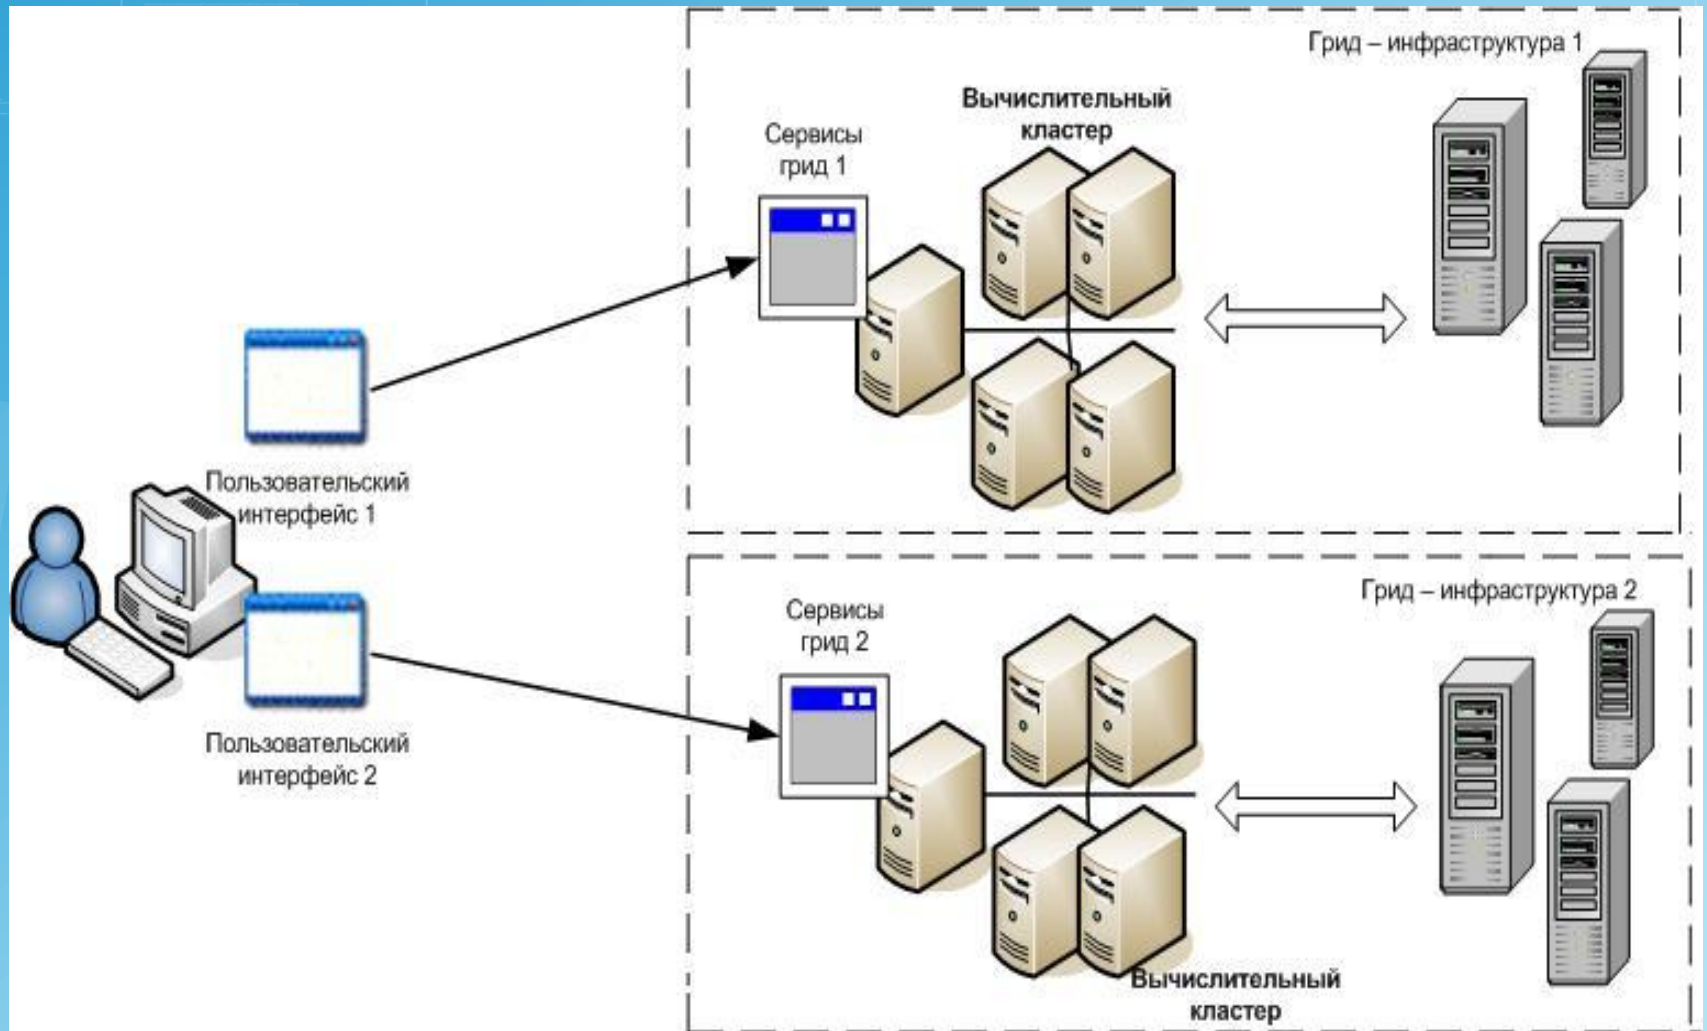 Грид – инфраструктура 1
Вычислительный
кластер
Сервисы
грид 1
Пользовательский
интерфейс 1
Грид – инфраструктура 2
Сервисы
грид 2
Пользовательский
интерфейс 2
Вычислительный
кластер